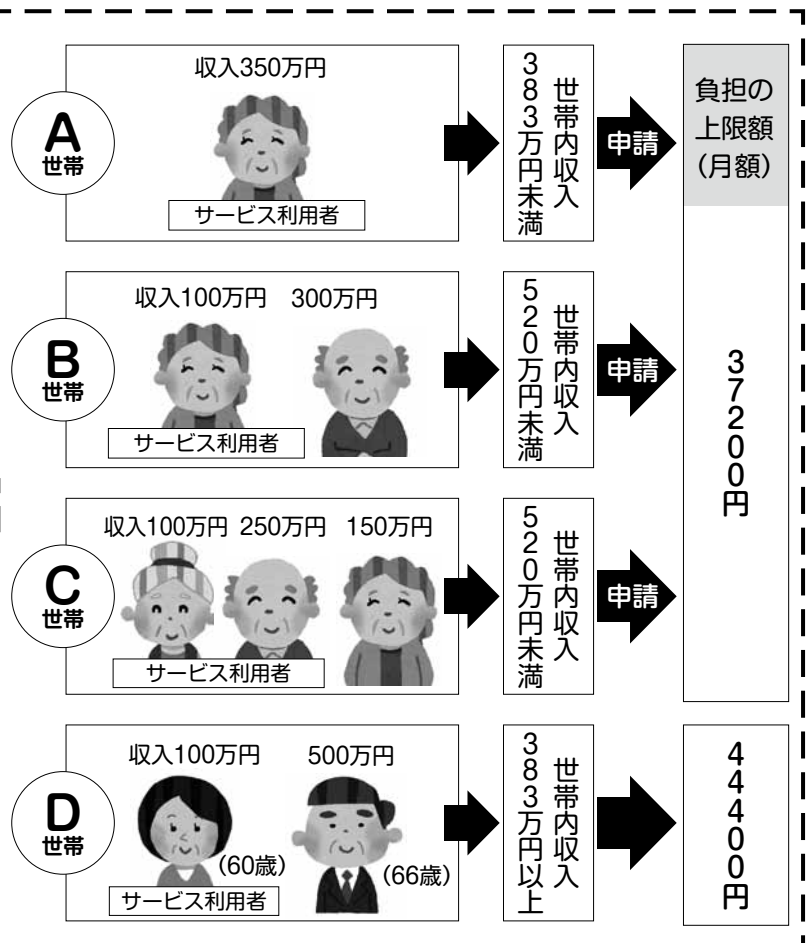 A
世帯
収入350万円
サービス利用者
世帯内収入
383万円未満
申請
負担の
上限額
(月額)
B
世帯
収入100万円 300万円
サービス利用者
世帯内収入
520万円未満
申請
37200円
C
世帯
収入100万円 250万円 150万円
サービス利用者
世帯内収入
520万円未満
申請
D
世帯
収入100万円 500万円
(60歳)
(66歳)
サービス利用者
世帯内収入
383万円以上
44400円